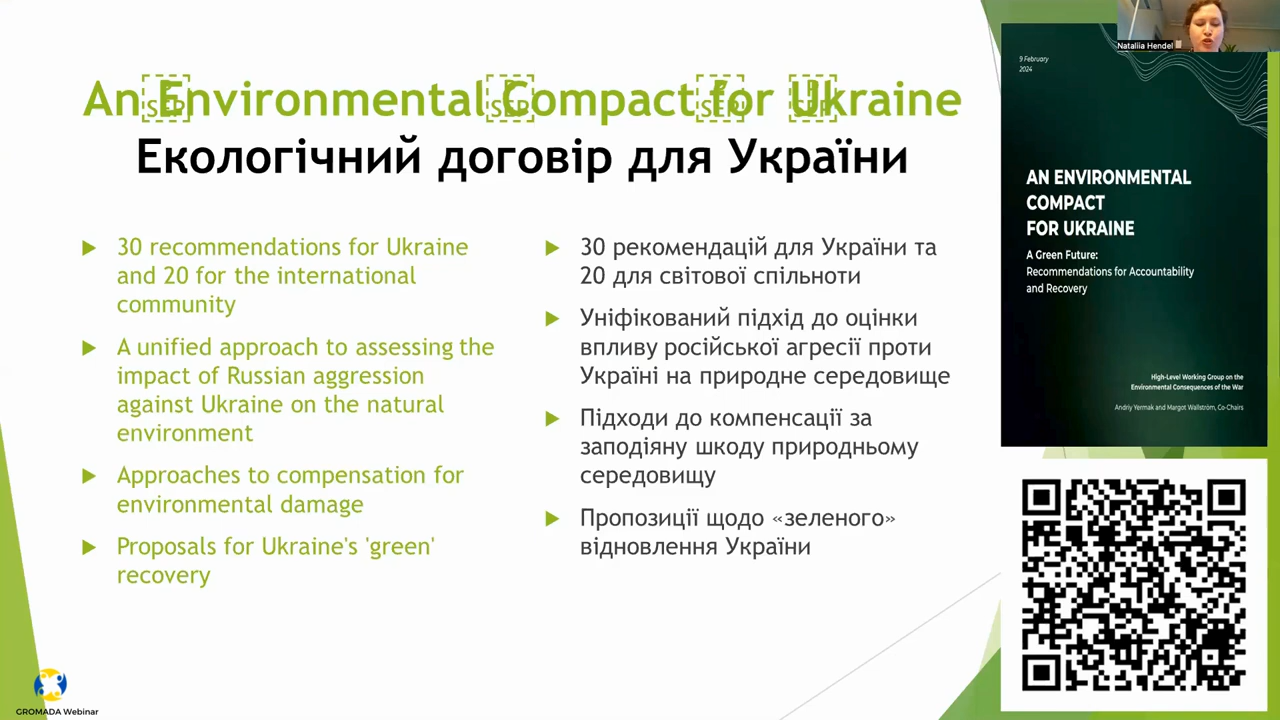 An Environmental Compact for Ukraine
Екологічний договір для України
30 recommendations for Ukraine
and 20 for the international
community
A unified approach to assessing the
impact of Russian aggression
against Ukraine on the natural
environment
Approaches to compensation for
environmental damage
Proposals for Ukraine's 'green'
recovery
30 рекомендацій для України та
20 для світової спільноти
Уніфікований підхід до оцінки
впливу російської агресії проти
Україні на природне середовище
Підходи до компенсації за
заподіяну шкоду природньому
середовищу
Пропозиції щодо «зеленого»
відновлення України
Nataliia Hendel
9 February
2024
AN ENVIRONMENTAL
COMPACT
FOR UKRAINE
A Green Future:
Recommendations for Accountability
and Recovery
High-Level Working Group on the
Environmental Consequences of the War
Andriy Yermak and Margot Wallström, Co-Chairs
GROMADA Webinar